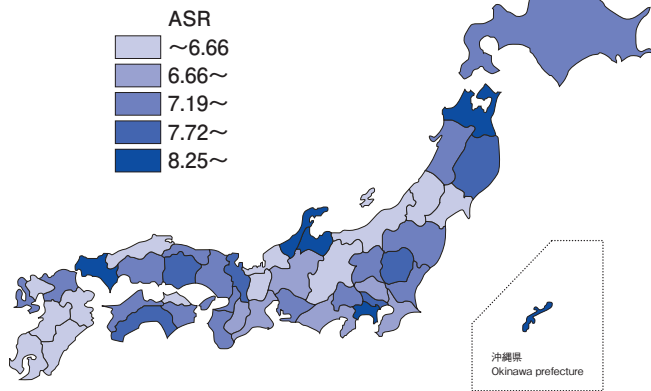 ASR
～6.66
6.66～
7.19～
7.72～
8.25～
沖縄県
Okinawa prefecture